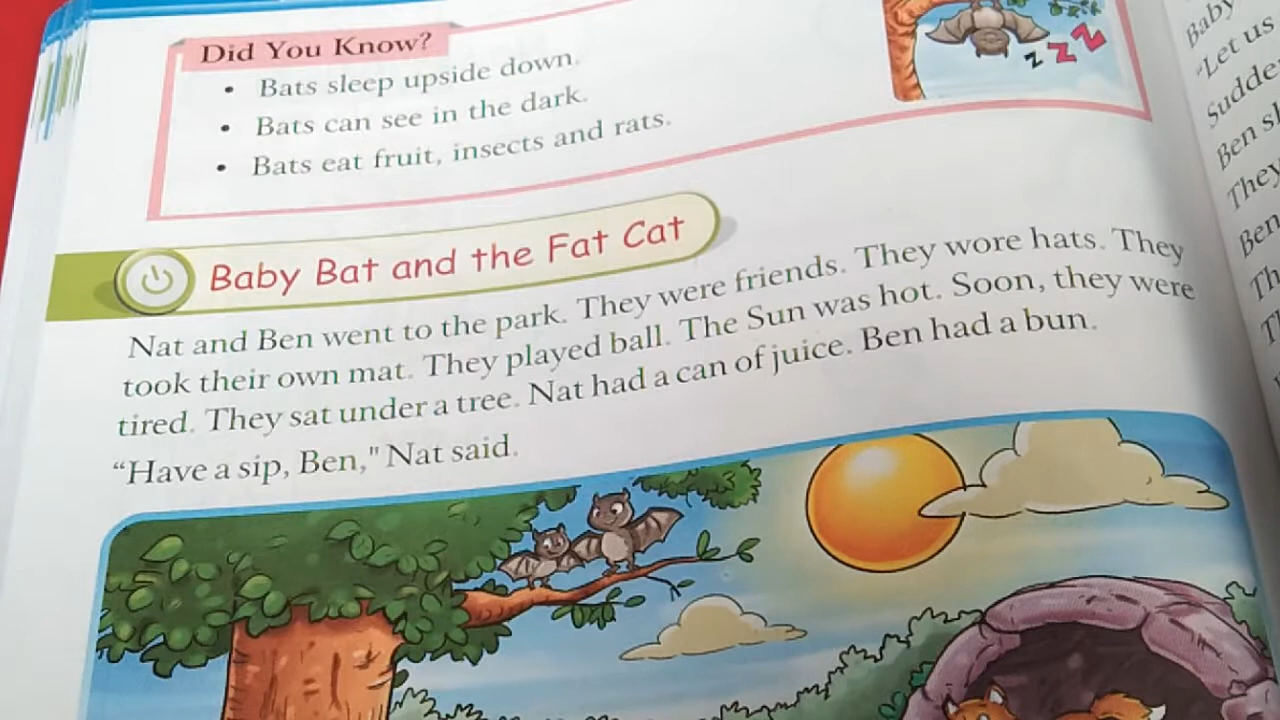 Did You Know?
• Bats sleep upside down.
• Bats can see in the dark.
• Bats eat fruit, insects and rats.
z z z
Baby Bat and the Fat Cat
Nat and Ben went to the park. They were friends. They wore hats. They
took their own mat. They played ball. The Sun was hot. Soon, they were
tired. They sat under a tree. Nat had a can of juice. Ben had a bun.
“Have a sip, Ben," Nat said.
Baby
"Let us
Ben
They
Ben